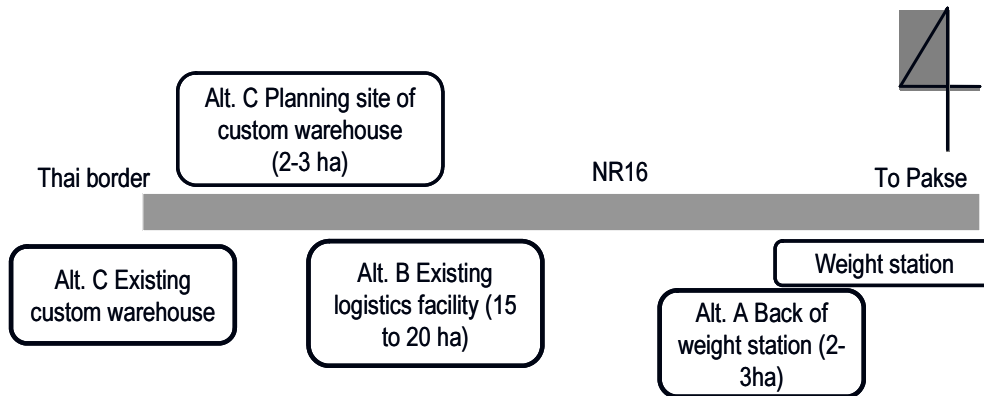 Alt. C Planning site of
custom warehouse
(2-3 ha)
Thai border
NR16
To Pakse
Alt. C Existing
custom warehouse
Alt. B Existing
logistics facility (15
to 20 ha)
Weight station
Alt. A Back of
weight station (2-
3ha)